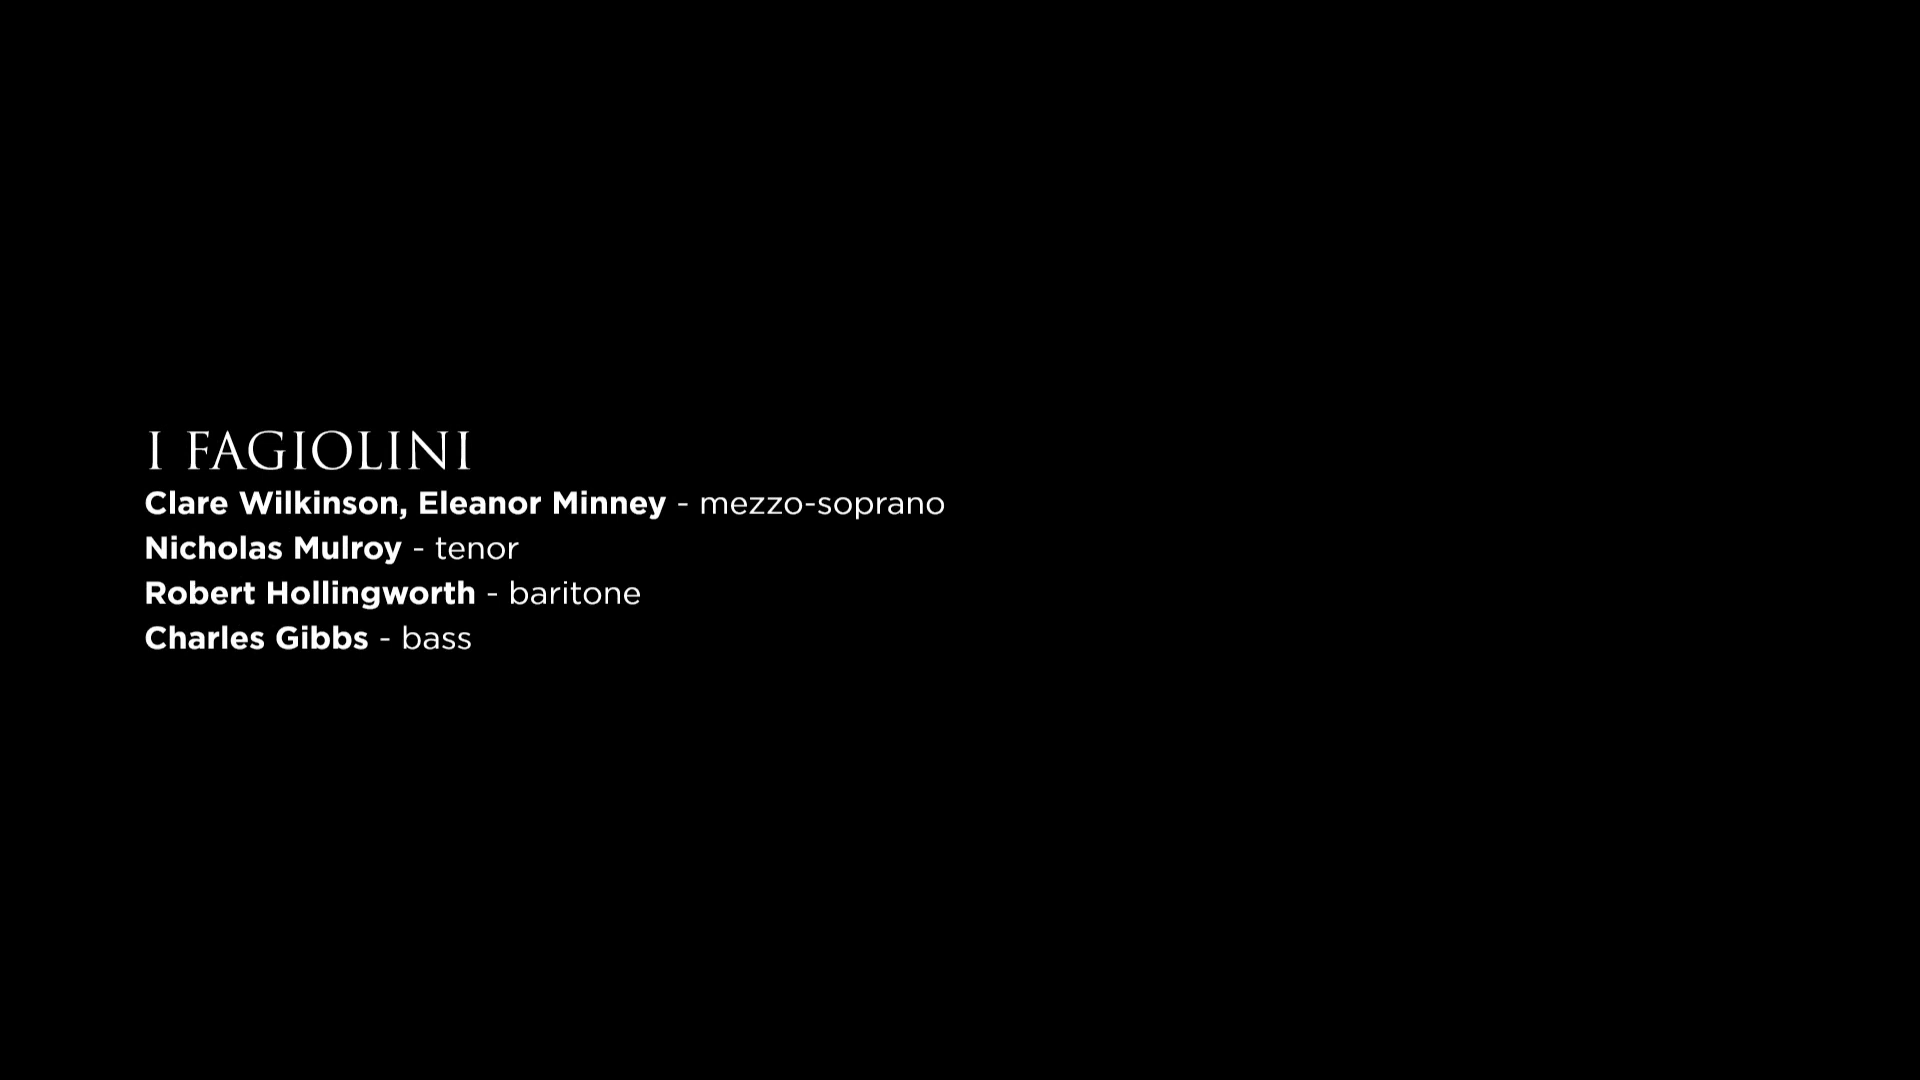 I FAGIOLINI
Clare Wilkinson, Eleanor Minney - mezzo-soprano
Nicholas Mulroy - tenor
Robert Hollingworth - baritone
Charles Gibbs - bass